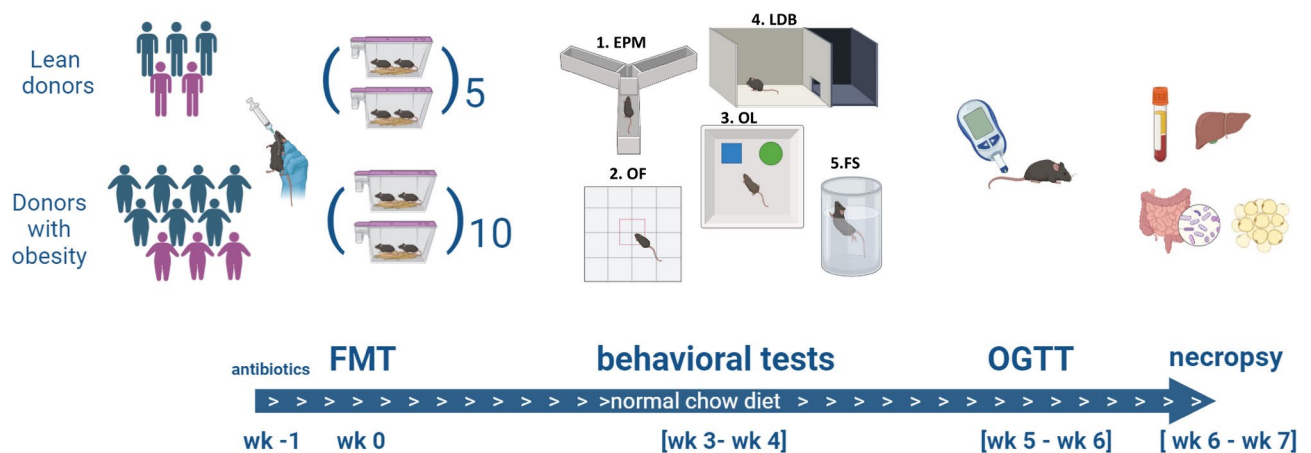 Lean
donors
5
Donors
with
obesity
10
1. EPM
4. LDB
3. OL
2. OF
5.FS
antibiotics
FMT
behavioral tests
OGTT
necropsy
> > > > > > > > > > > > > >normal chow diet > > > > > > > > > > > > > > > >
wk -1
wk 0
[wk 3- wk 4]
[wk 5 - wk 6]
[ wk 6 - wk 7]